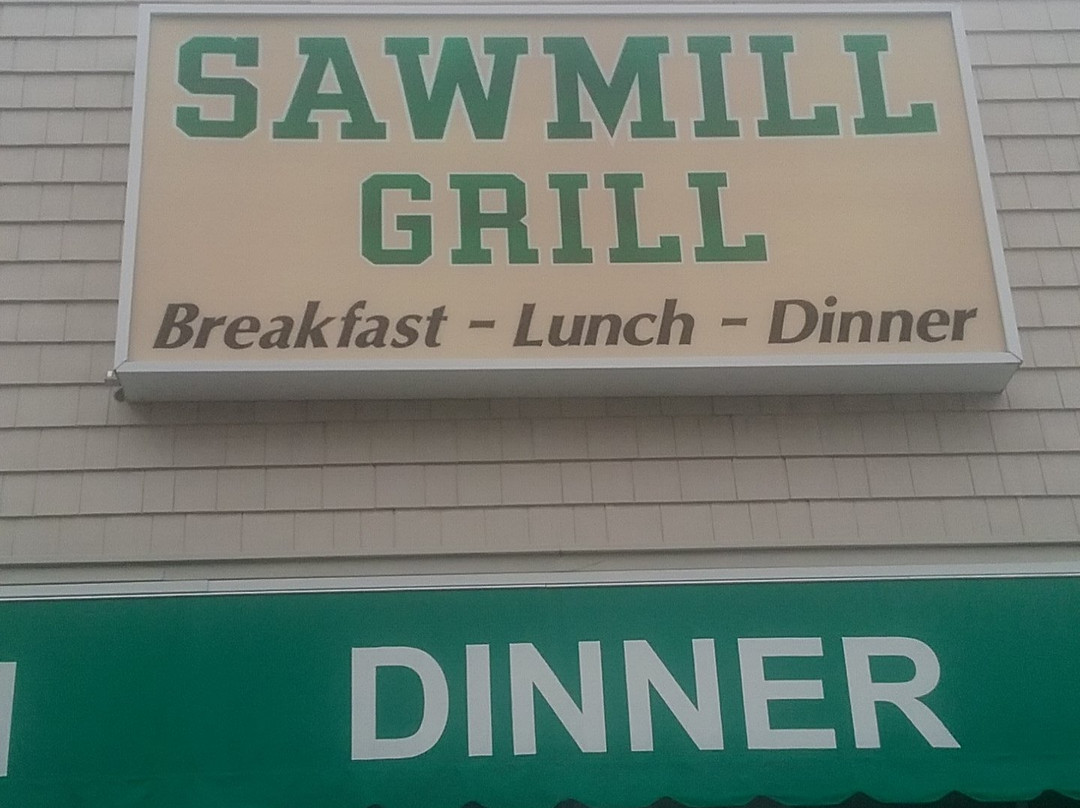 SAWMILL
GRILL
Breakfast - Lunch - Dinner
DINNER